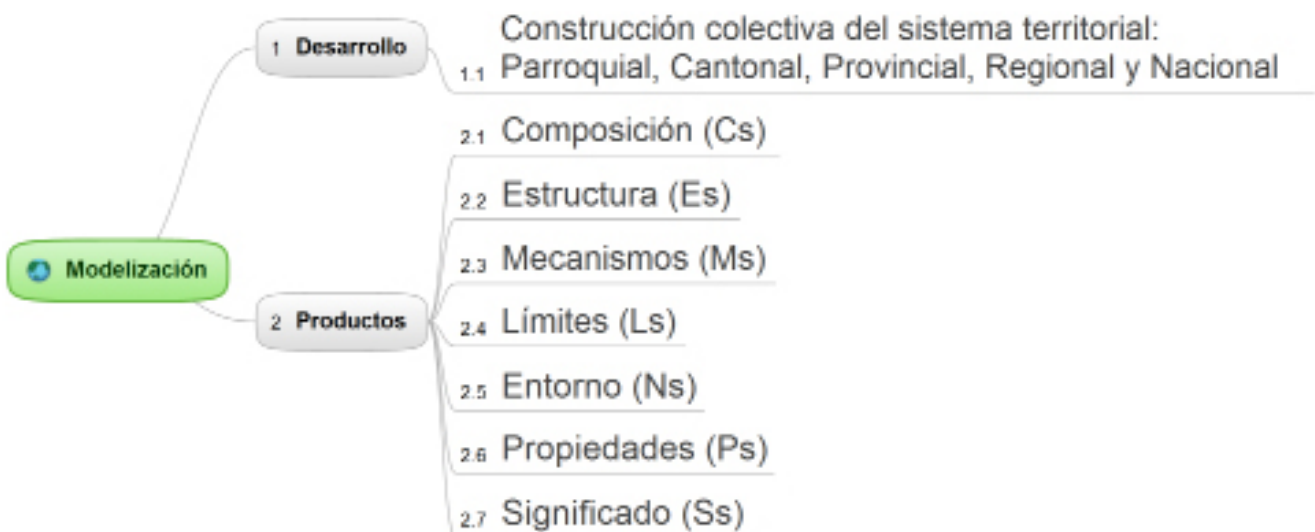 1 Desarrollo
Construcción colectiva del sistema territorial:
1.1 Parroquial, Cantonal, Provincial, Regional y Nacional
Modelización
2 Productos
2.1 Composición (Cs)
2.2 Estructura (Es)
2.3 Mecanismos (Ms)
2.4 Límites (Ls)
2.5 Entorno (Ns)
2.6 Propiedades (Ps)
2.7 Significado (Ss)